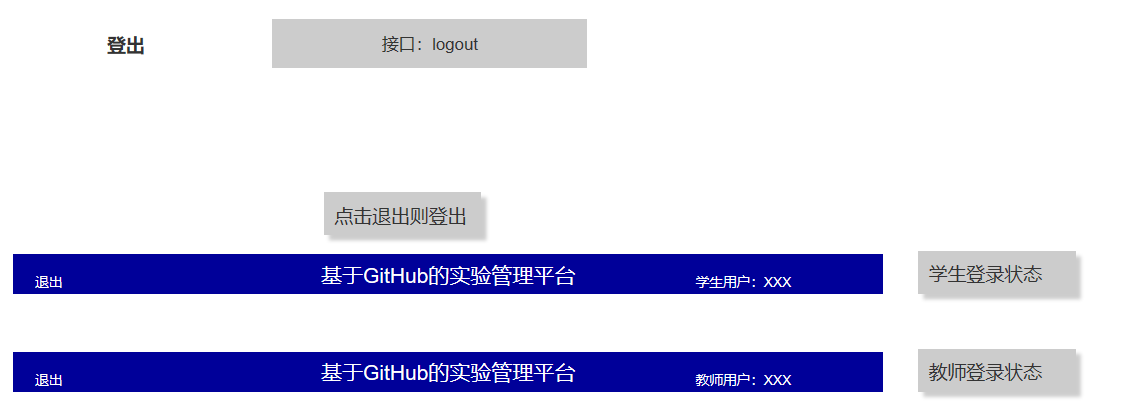 登出
接口：logout
点击退出则登出
退出 基于GitHub的实验管理平台 学生用户：XXX
学生登录状态
退出 基于GitHub的实验管理平台 教师用户：XXX
教师登录状态